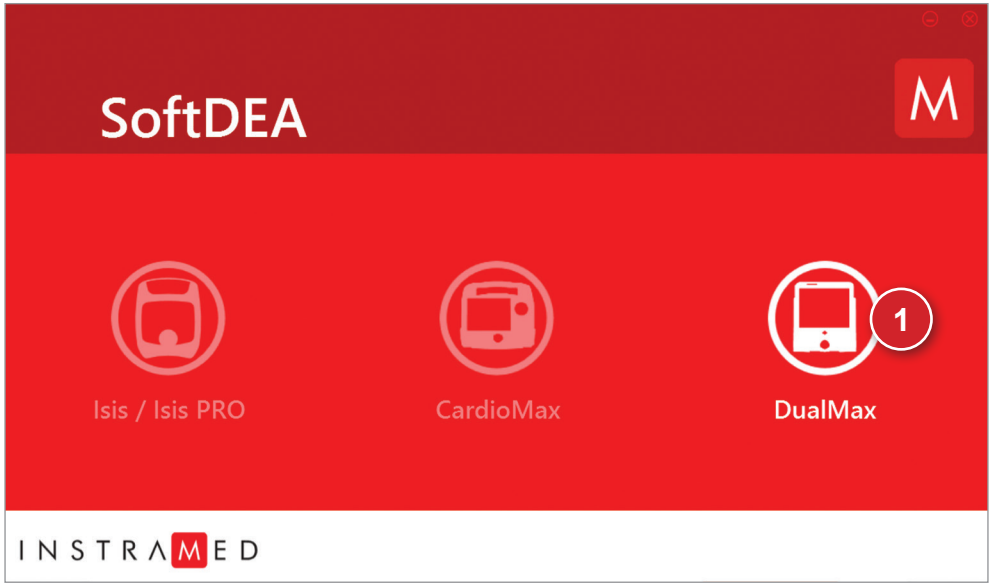 M
SoftDEA
1
Isis / Isis PRO
CardioMax
DualMax
INSTRAMED